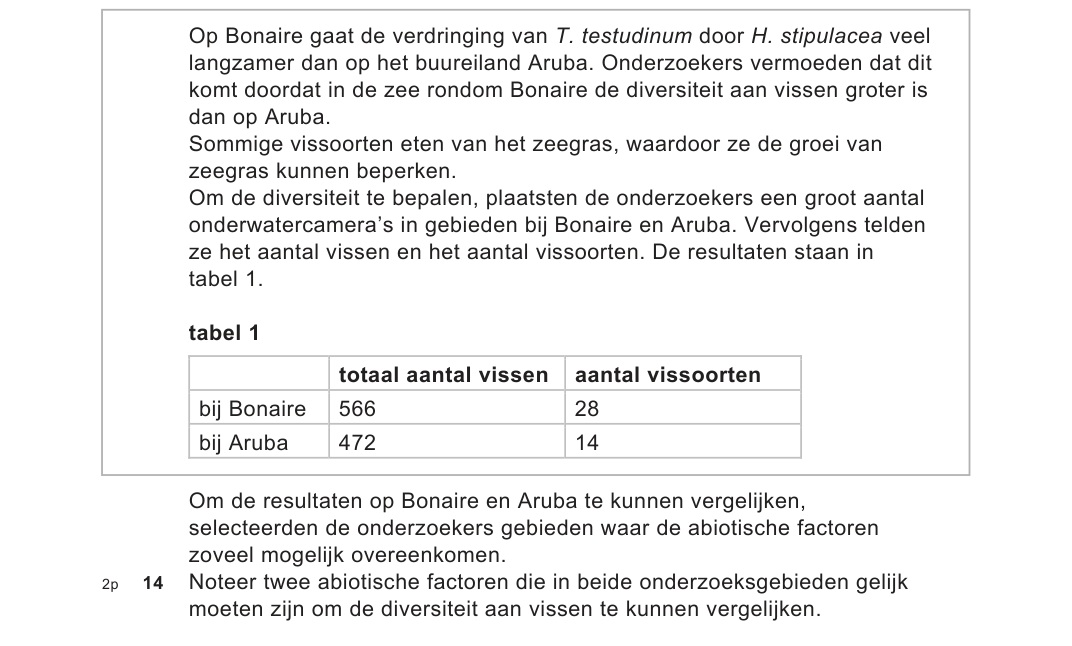 Op Bonaire gaat de verdringing van T. testudinum door H. stipulacea veel
langzamer dan op het buureiland Aruba. Onderzoekers vermoeden dat dit
komt doordat in de zee rondom Bonaire de diversiteit aan vissen groter is
dan op Aruba.
Sommige vissoorten eten van het zeegras, waardoor ze de groei van
zeegras kunnen beperken.
Om de diversiteit te bepalen, plaatsten de onderzoekers een groot aantal
onderwatercamera’s in gebieden bij Bonaire en Aruba. Vervolgens telden
ze het aantal vissen en het aantal vissoorten. De resultaten staan in
tabel 1.
tabel 1
totaal aantal vissen aantal vissoorten
bij Bonaire 566 28
bij Aruba 472 14
Om de resultaten op Bonaire en Aruba te kunnen vergelijken,
selecteerden de onderzoekers gebieden waar de abiotische factoren
zoveel mogelijk overeenkomen.
2p 14 Noteer twee abiotische factoren die in beide onderzoeksgebieden gelijk
moeten zijn om de diversiteit aan vissen te kunnen vergelijken.